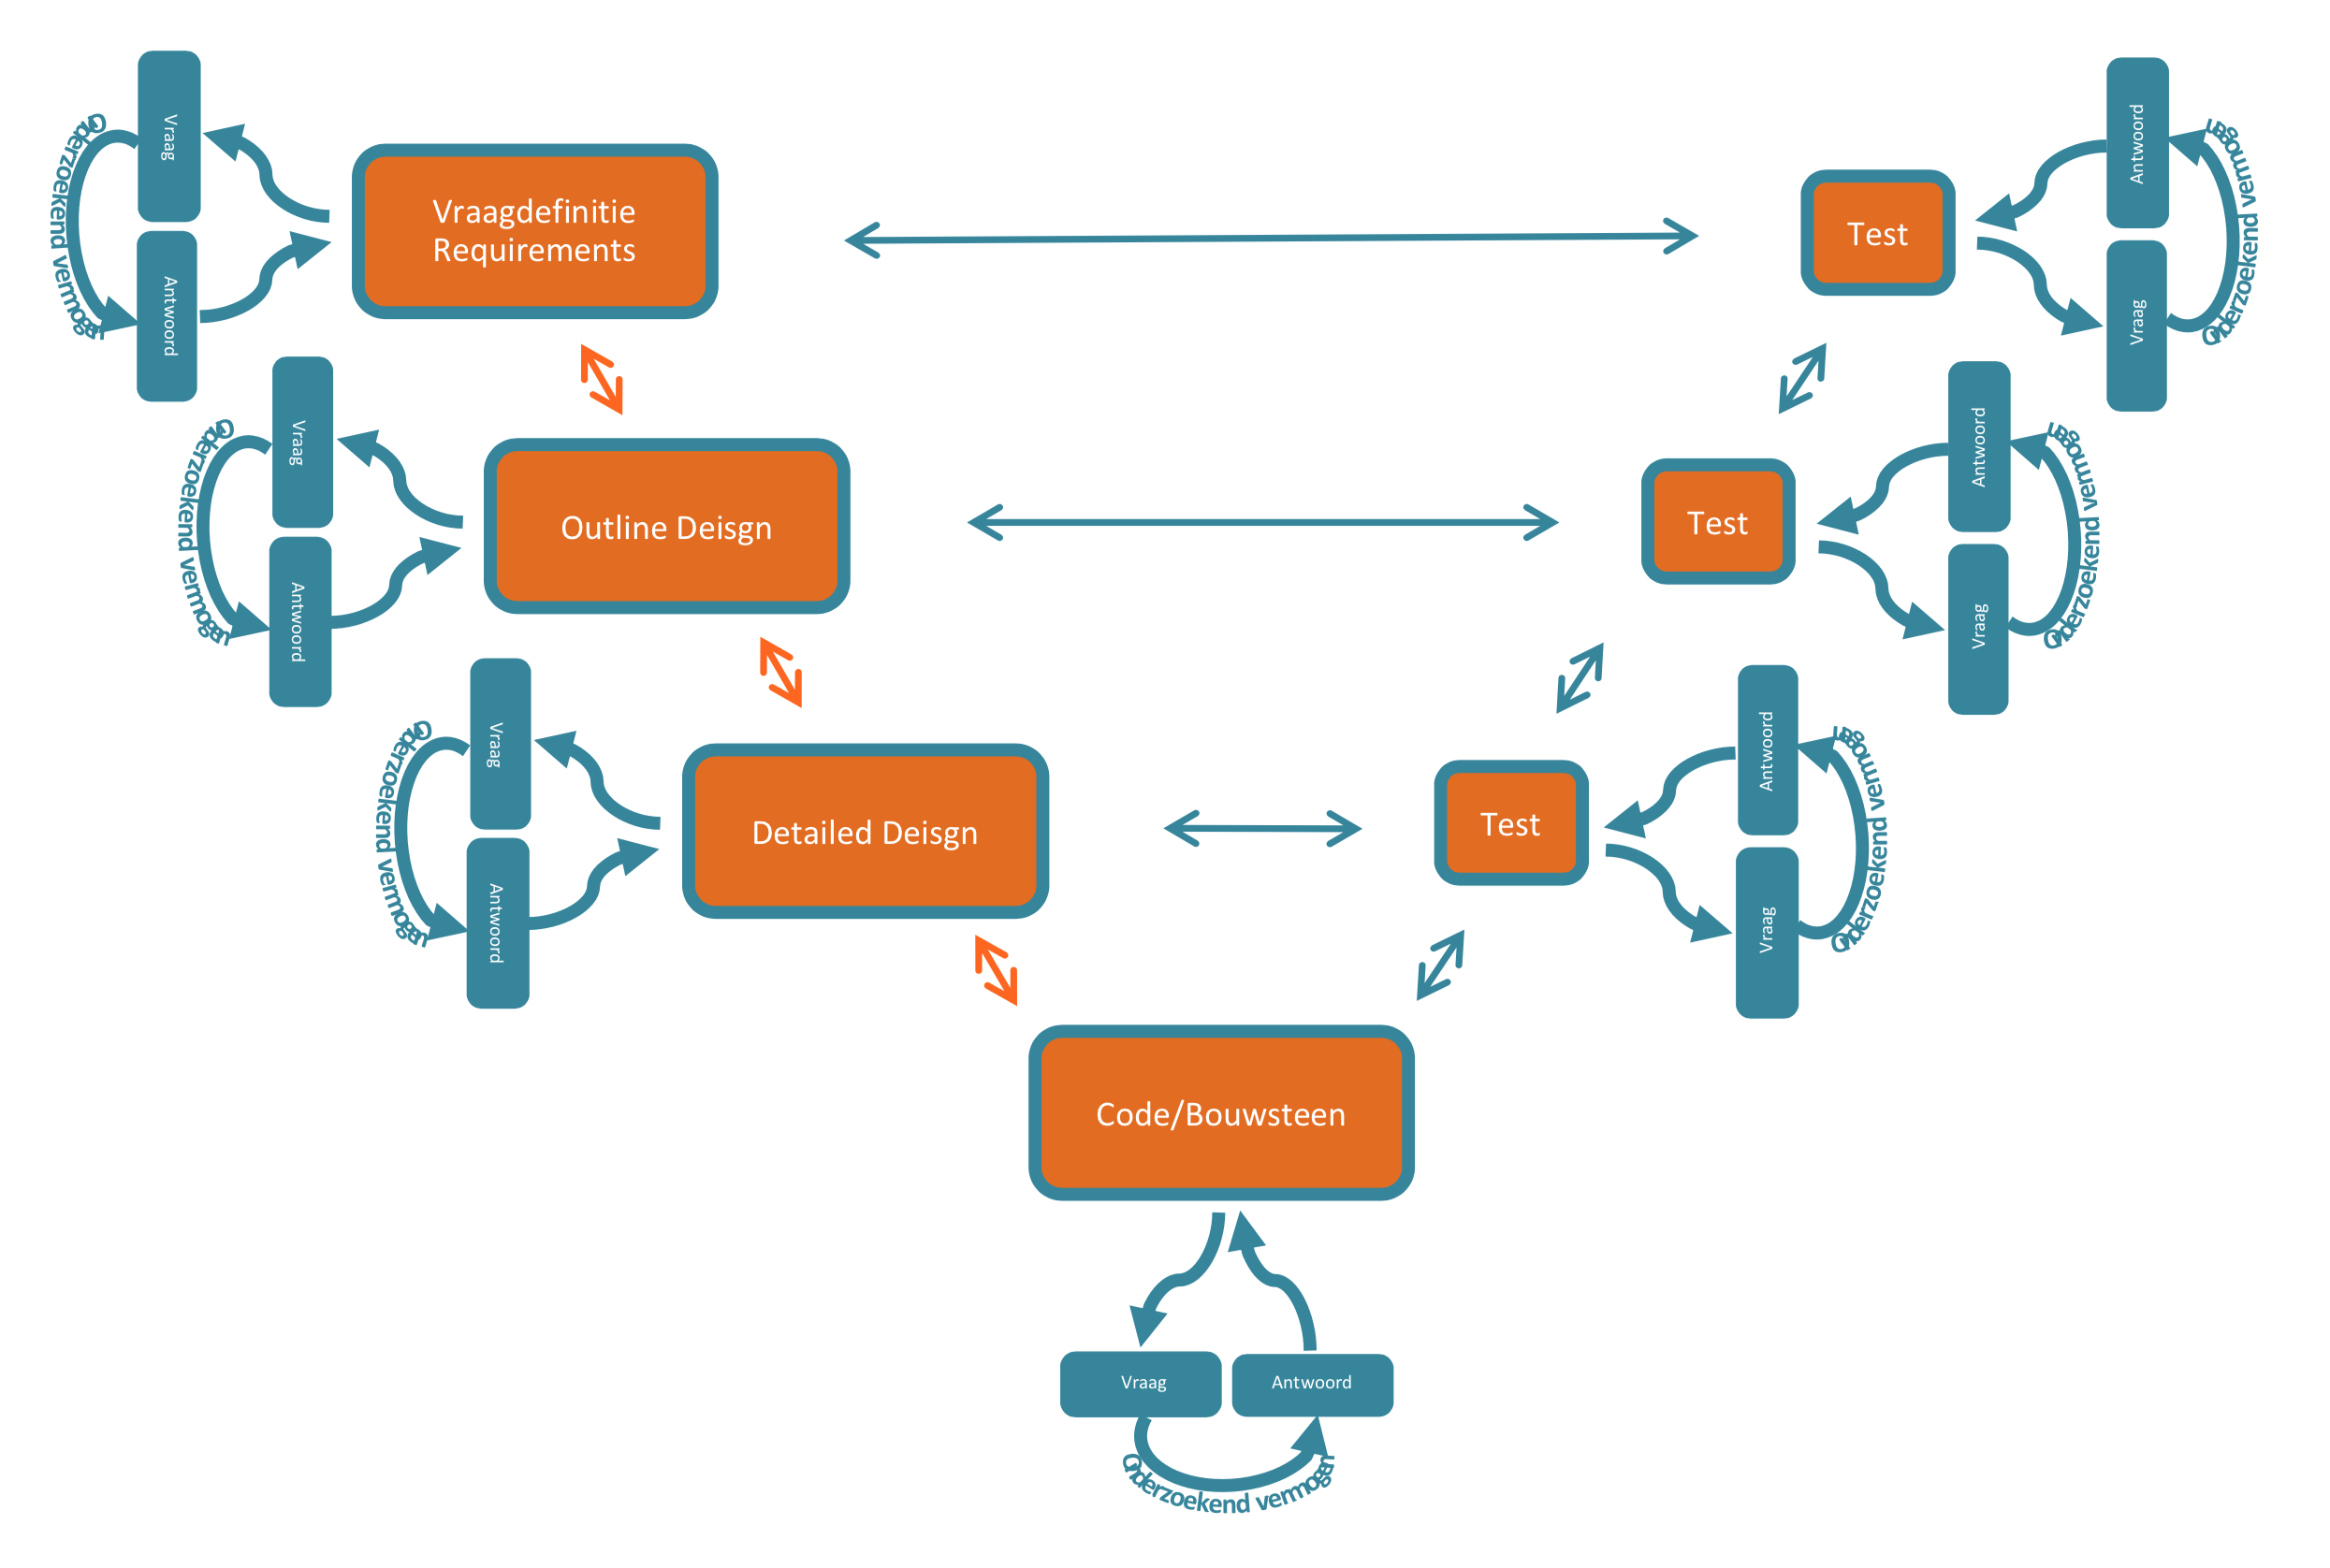 Vraag
Antwoord
Onderzoekend vermogen
Vraagdefinitie
Requirements
Test
Antwoord
Vraag
Onderzoekend vermogen
Vraag
Antwoord
Onderzoekend vermogen
Outline Deisgn
Test
Antwoord
Vraag
Onderzoekend vermogen
Vraag
Antwoord
Onderzoekend vermogen
Detailed Deisgn
Test
Antwoord
Vraag
Onderzoekend vermogen
Code/Bouwsteen
Vraag
Antwoord
Onderzoekend vermogen